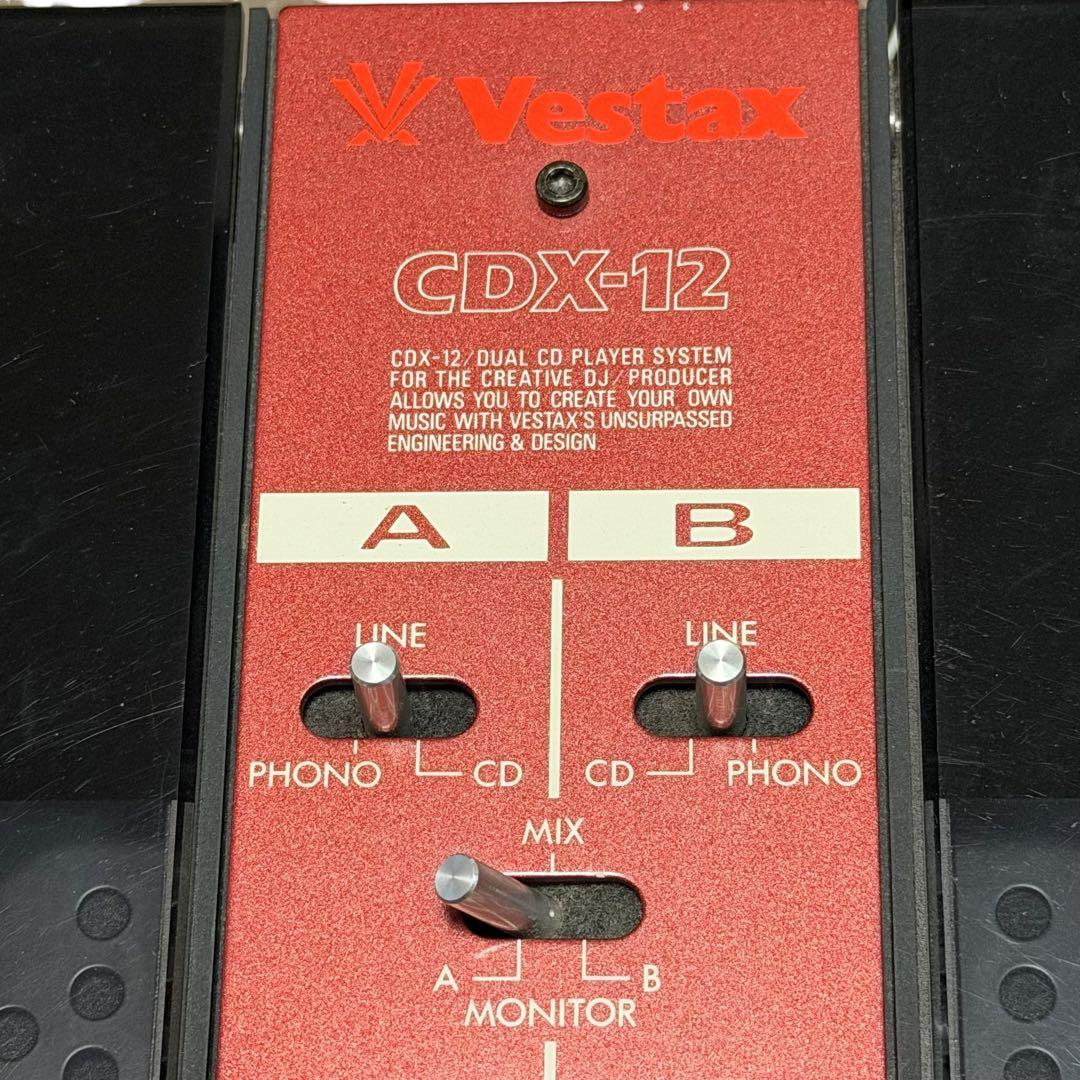 Vestax
CDX-12
CDX-12/DUAL CD PLAYER SYSTEM
FOR THE CREATIVE DJ/PRODUCER
ALLOWS YOU TO CREATE YOUR OWN
MUSIC WITH VESTAX'S UNSURPASSED
ENGINEERING & DESIGN.
A B
LINE LINE
PHONO CD CD PHONO
MIX
A B
MONITOR